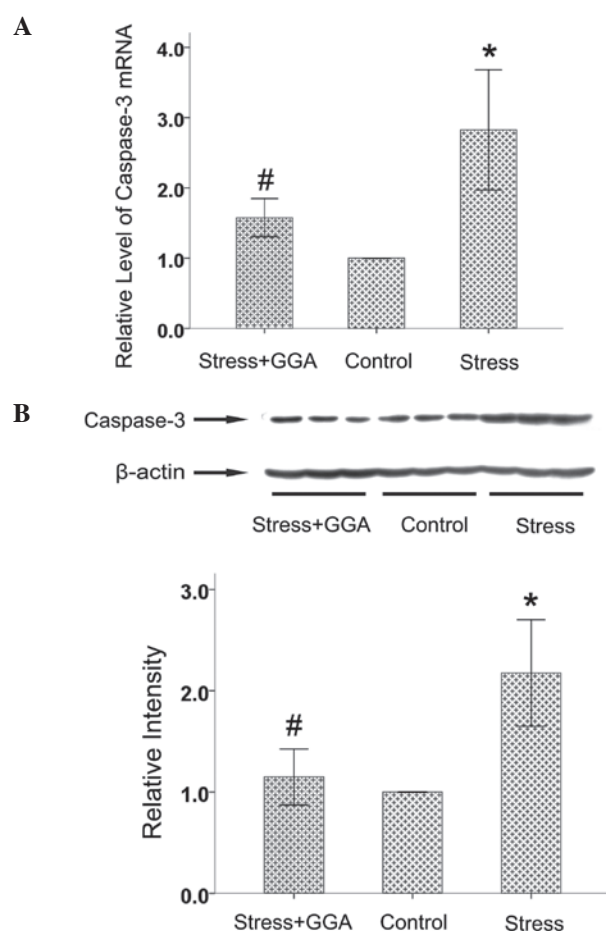 A
Relative Level of Caspase-3 mRNA
4.0
3.0
2.0
1.0
0.0
#
*
Stress+GGA Control Stress
B
Caspase-3
β-actin
Stress+GGA Control Stress
Relative Intensity
3.0
2.0
1.0
0.0
#
*
Stress+GGA Control Stress